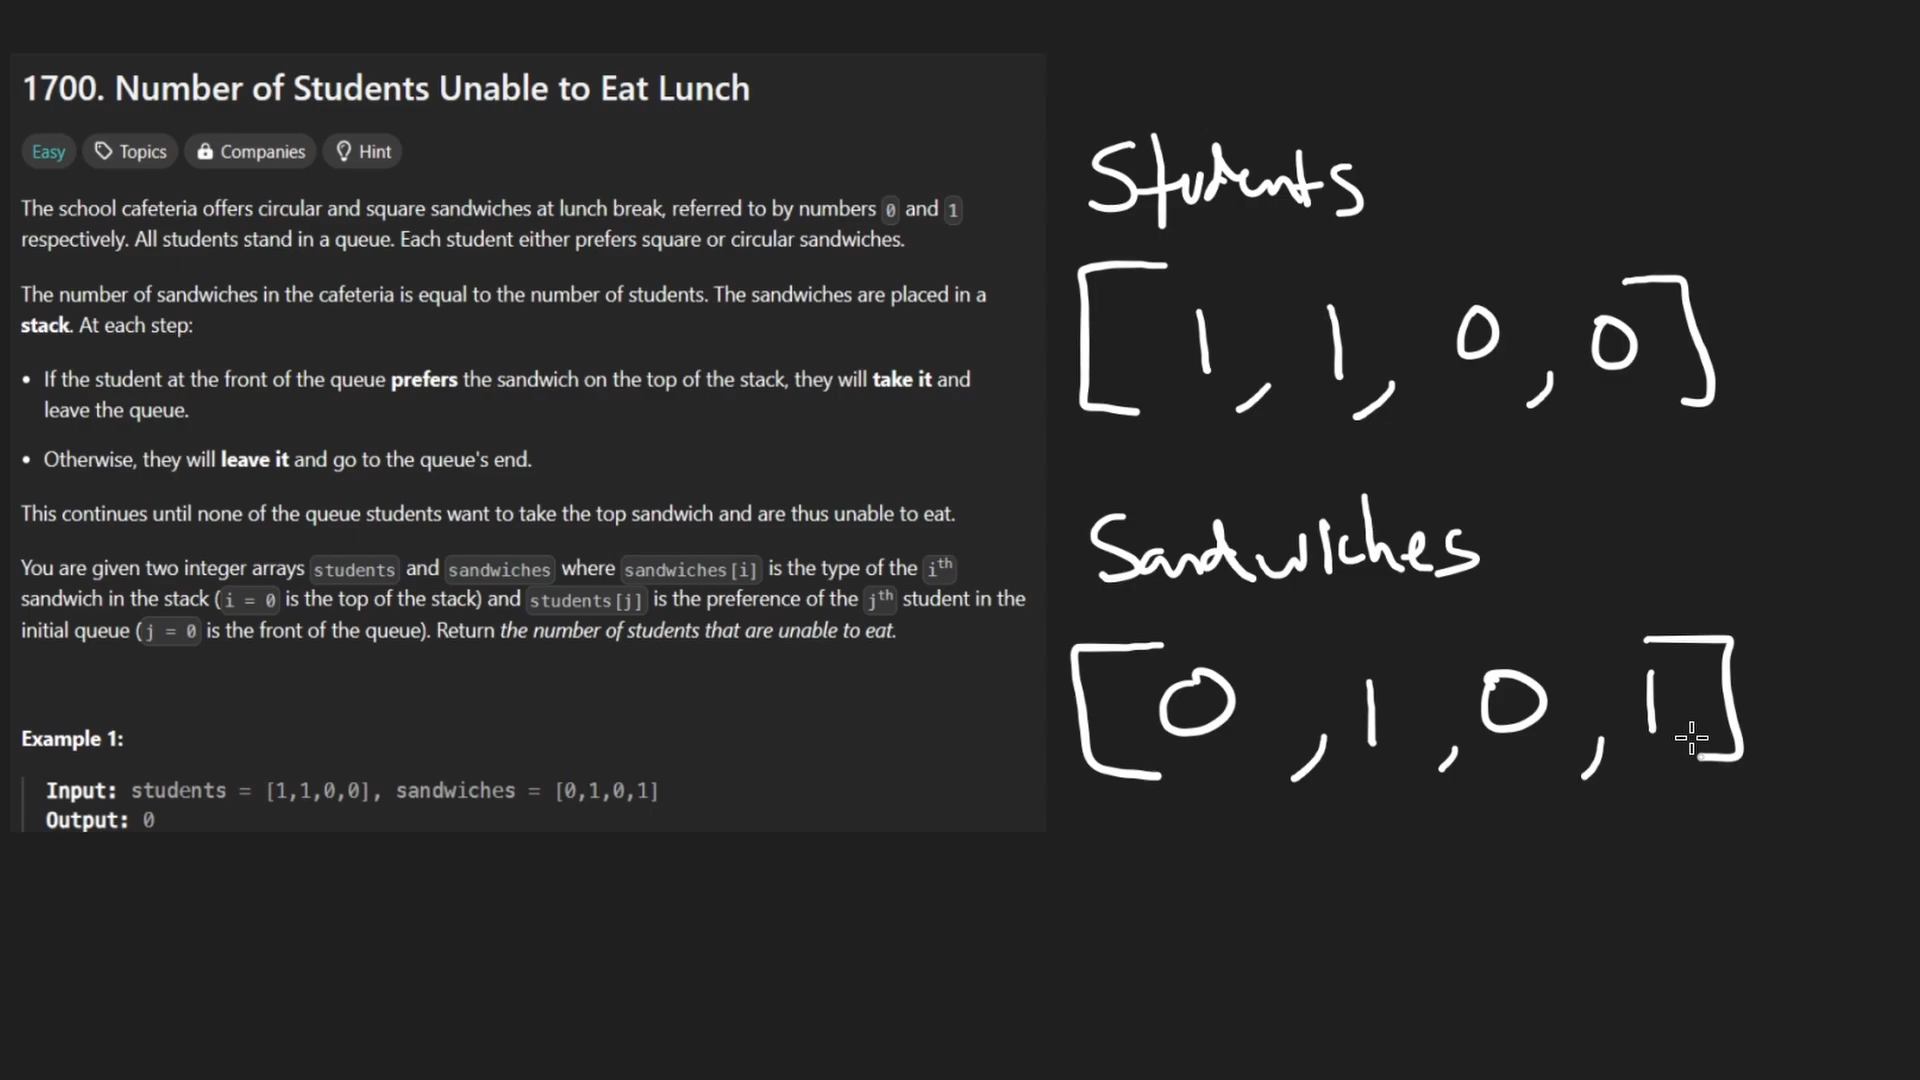 1700. Number of Students Unable to Eat Lunch
Easy Topics Companies Hint
The school cafeteria offers circular and square sandwiches at lunch break, referred to by numbers 0 and 1
respectively. All students stand in a queue. Each student either prefers square or circular sandwiches.
The number of sandwiches in the cafeteria is equal to the number of students. The sandwiches are placed in a
stack. At each step:
• If the student at the front of the queue prefers the sandwich on the top of the stack, they will take it and
leave the queue.
• Otherwise, they will leave it and go to the queue's end.
This continues until none of the queue students want to take the top sandwich and are thus unable to eat.
You are given two integer arrays students and sandwiches where sandwiches[i] is the type of the ith
sandwich in the stack (i = 0 is the top of the stack) and students[j] is the preference of the jth student in the
initial queue (j = 0 is the front of the queue). Return the number of students that are unable to eat.
Example 1:
Input: students = [1,1,0,0], sandwiches = [0,1,0,1]
Output: 0
Students
[1, 1, 0, 0]
Sandwiches
[0, 1, 0, 1]